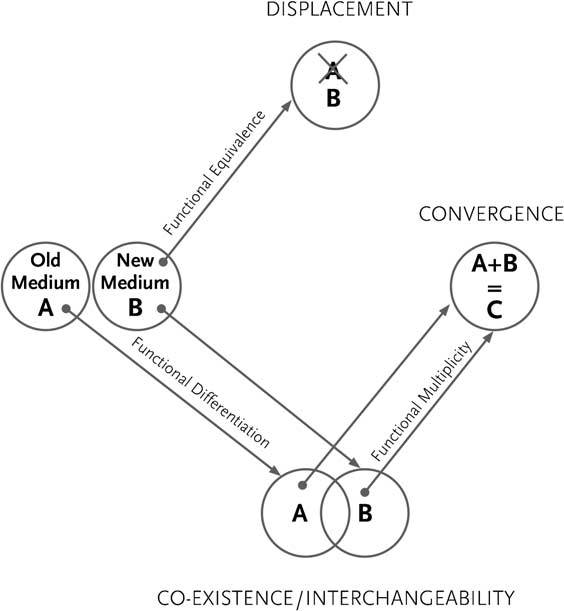 DISPLACEMENT
A
B
Functional Equivalence
CONVERGENCE
Old
Medium
A
New
Medium
B
A+B
=
C
Functional Differentiation
Functional Multiplicity
A
B
CO-EXISTENCE/INTERCHANGEABILITY